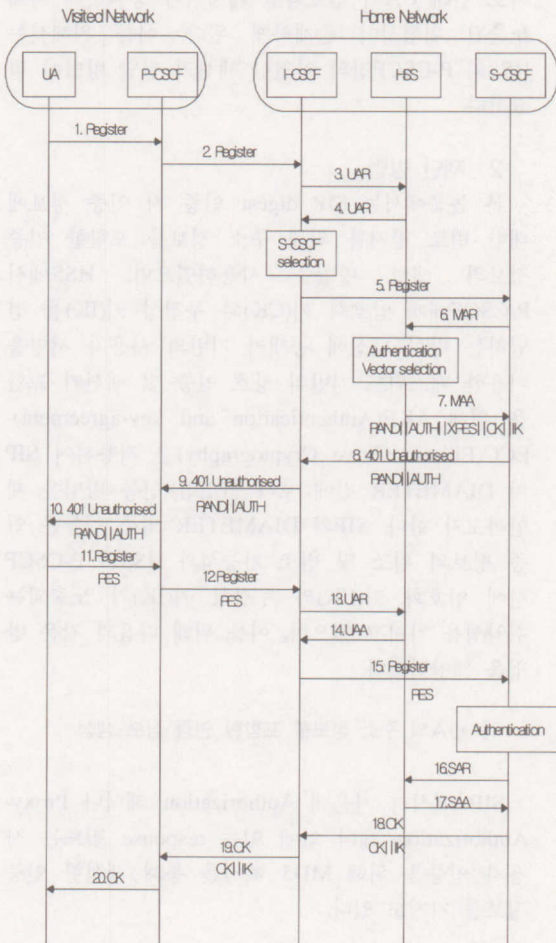 Visited Network
Home Network
UA
P-CSCF
I-CSCF
HSS
S-CSCF
1. Register
2. Register
3. UAR
4. UAR
S-CSCF
selection
5. Register
6. MAR
Authentication
Vector selection
7. MAA
RAND||AUTH||XRES||CK||IK
8. 401 Unauthorised
RAND||AUTH
9. 401 Unauthorised
RAND||AUTH
10. 401 Unauthorised
RAND||AUTH
11.Register
RES
12.Register
RES
13.UAR
14.UAA
15. Register
RES
Authentication
16.SAR
17.SAA
18.OK
CK||IK
19.OK
CK||IK
20.OK